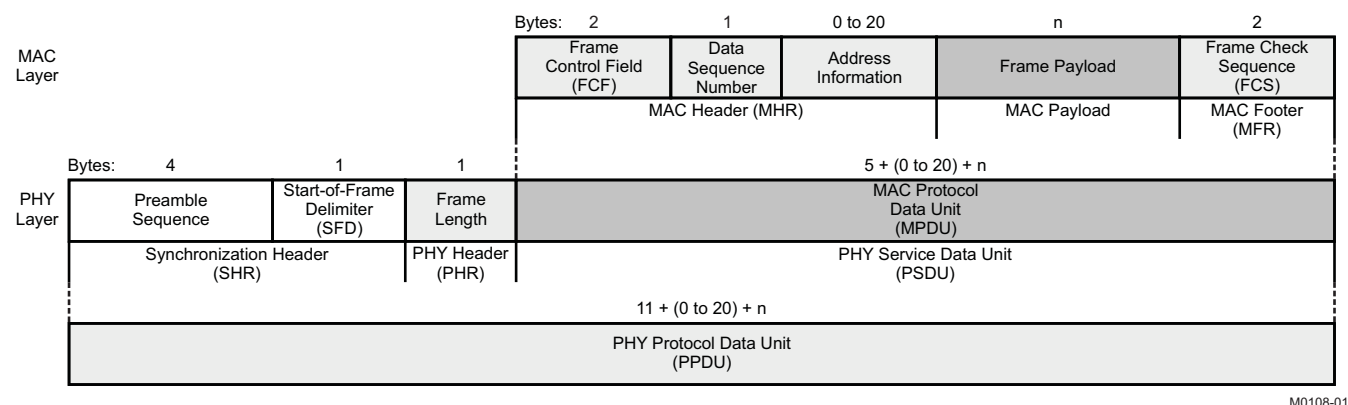 Bytes: 2 1 0 to 20 n 2
MAC
Layer
Frame
Control Field
(FCF)
Data
Sequence
Number
Address
Information
Frame Payload
Frame Check
Sequence
(FCS)
MAC Header (MHR)
MAC Payload
MAC Footer
(MFR)
Bytes: 4 1 1 5 + (0 to 20) + n
PHY
Layer
Preamble
Sequence
Start-of-Frame
Delimiter
(SFD)
Frame
Length
MAC Protocol
Data Unit
(MPDU)
Synchronization Header
(SHR)
PHY Header
(PHR)
PHY Service Data Unit
(PSDU)
11 + (0 to 20) + n
PHY Protocol Data Unit
(PPDU)
M0108-01